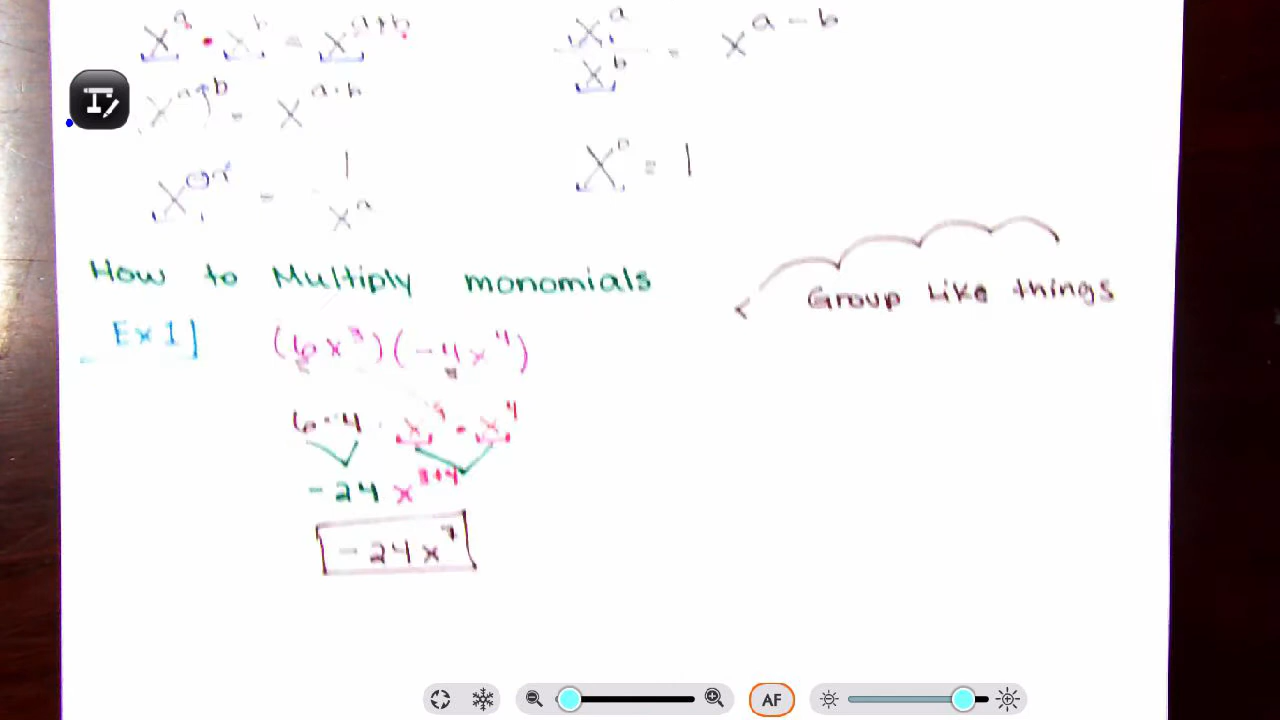 x^a • x^b = x^{a+b}
x^a / x^b = x^{a-b}
(x^a)^b = x^{a·b}
x^0 = 1
x^{-a} = 1 / x^a
How to Multiply monomials
Group Like things
Ex 1]
(6x^3)(-4x^4)
6·-4 · x^3 • x^4
-24 x^{3+4}
-24x^7
AF